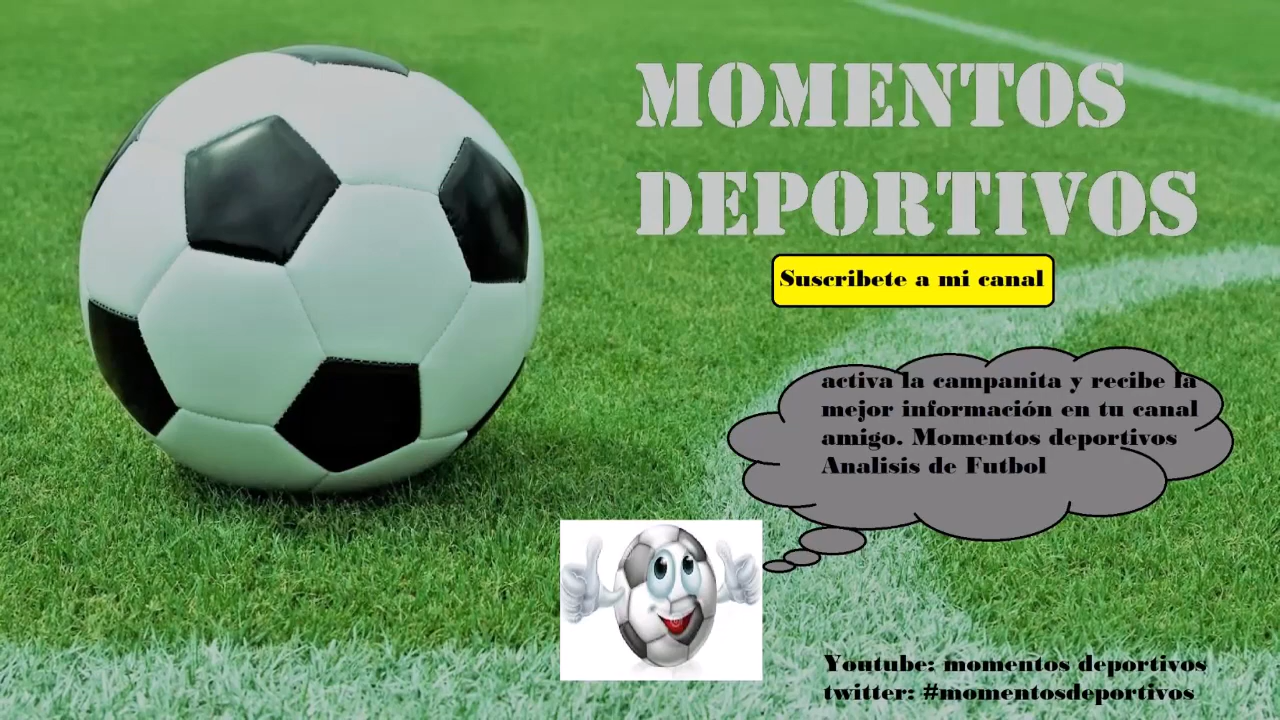 MOMENTOS
DEPORTIVOS
Suscribete a mi canal
activa la campanita y recibe la
mejor información en tu canal
amigo. Momentos deportivos
Analisis de Futbol
Youtube: momentos deportivos
twitter: #momentosdeportivos